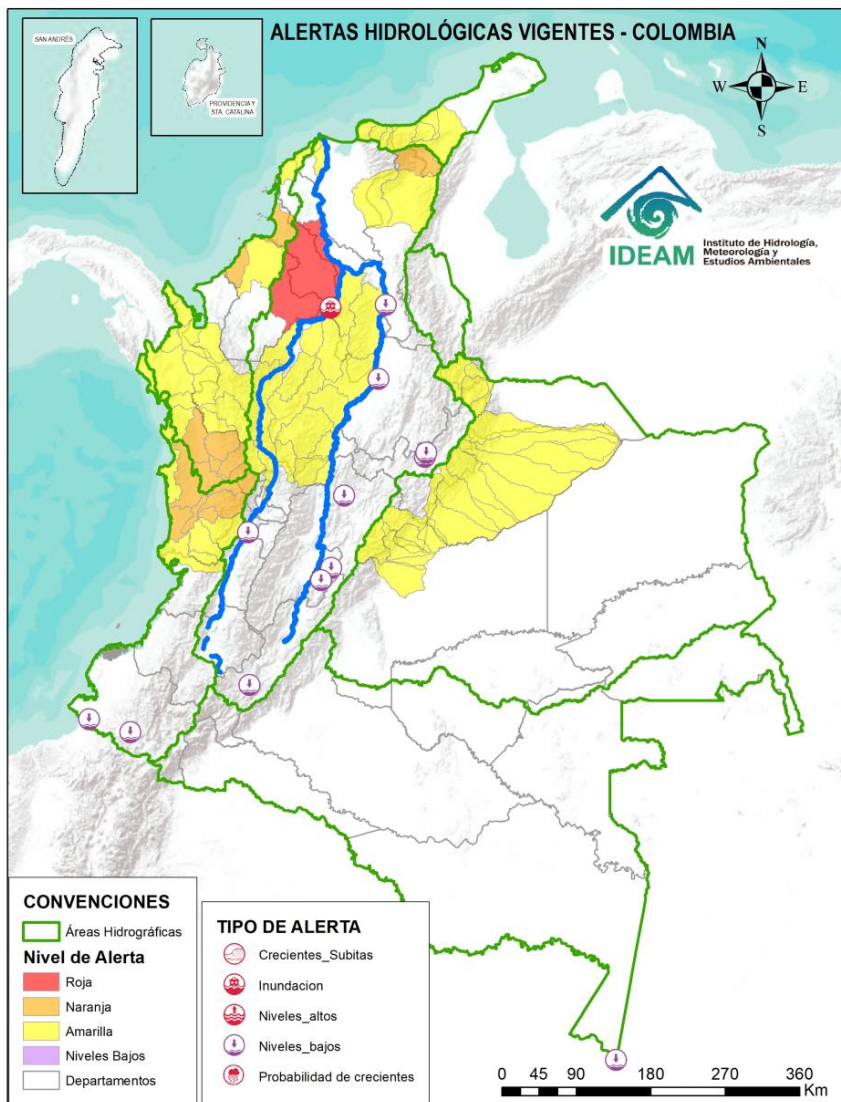 ALERTAS HIDROLÓGICAS VIGENTES - COLOMBIA
SAN ANDRÉS
PROVIDENCIA Y
STA. CATALINA
N
W
E
S
IDEAM
Instituto de Hidrología,
Meteorología y
Estudios Ambientales
CONVENCIONES
Áreas Hidrográficas
Nivel de Alerta
Roja
Naranja
Amarilla
Niveles Bajos
Departamentos
TIPO DE ALERTA
Crecientes_Subitas
Inundacion
Niveles_altos
Niveles_bajos
Probabilidad de crecientes
0 45 90 180 270 360
Km